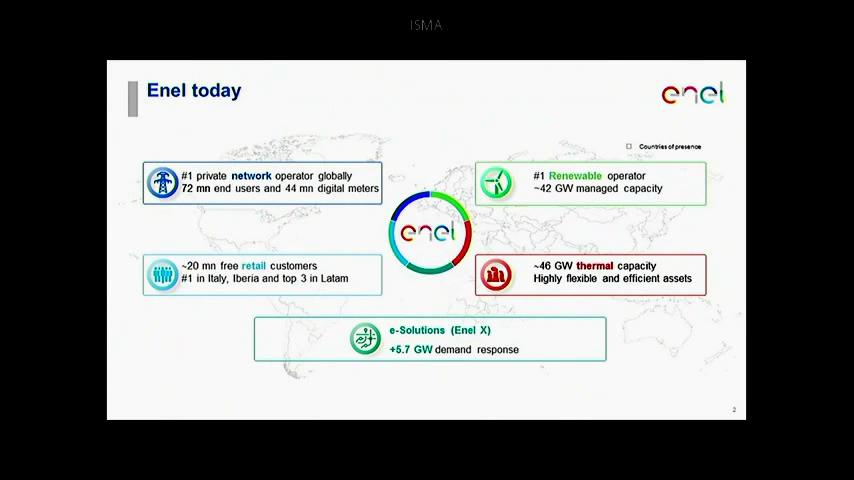 ISMA
Enel today
enel
Countries of presence
#1 private network operator globally
72 mn end users and 44 mn digital meters
#1 Renewable operator
~42 GW managed capacity
enel
~20 mn free retail customers
#1 in Italy, Iberia and top 3 in Latam
~46 GW thermal capacity
Highly flexible and efficient assets
e-Solutions (Enel X)
+5.7 GW demand response
2